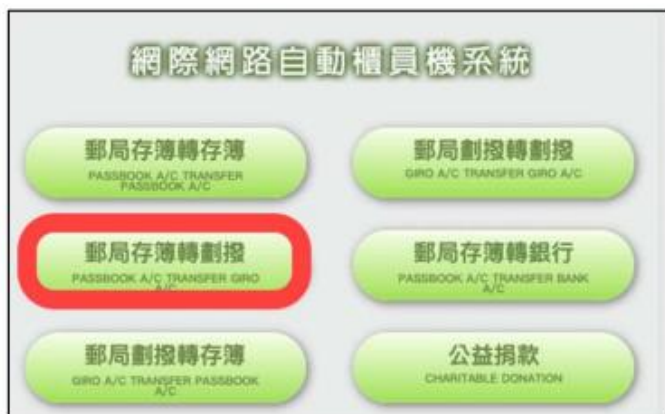 網際網路自動櫃員機系統
郵局存簿轉存簿
PASSBOOK A/C TRANSFER
PASSBOOK A/C
郵局劃撥轉劃撥
GIRO A/C TRANSFER GIRO A/C
郵局存簿轉劃撥
PASSBOOK A/C TRANSFER GIRO
A/C
郵局存簿轉銀行
PASSBOOK A/C TRANSFER BANK
A/C
郵局劃撥轉存簿
GIRO A/C TRANSFER PASSBOOK
A/C
公益捐款
CHARITABLE DONATION